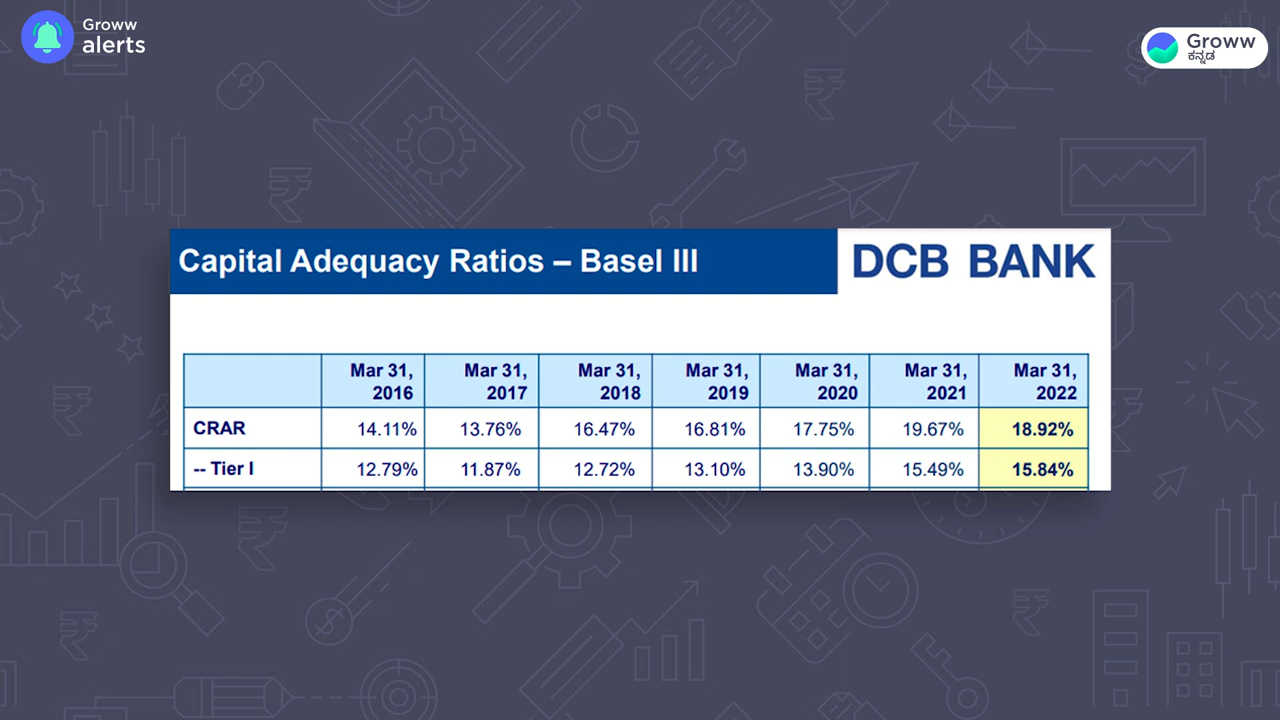 Groww
alerts
Groww
ಕನ್ನಡ
Capital Adequacy Ratios – Basel III
DCB BANK
Mar 31, 2016 Mar 31, 2017 Mar 31, 2018 Mar 31, 2019 Mar 31, 2020 Mar 31, 2021 Mar 31, 2022
CRAR 14.11% 13.76% 16.47% 16.81% 17.75% 19.67% 18.92%
-- Tier I 12.79% 11.87% 12.72% 13.10% 13.90% 15.49% 15.84%